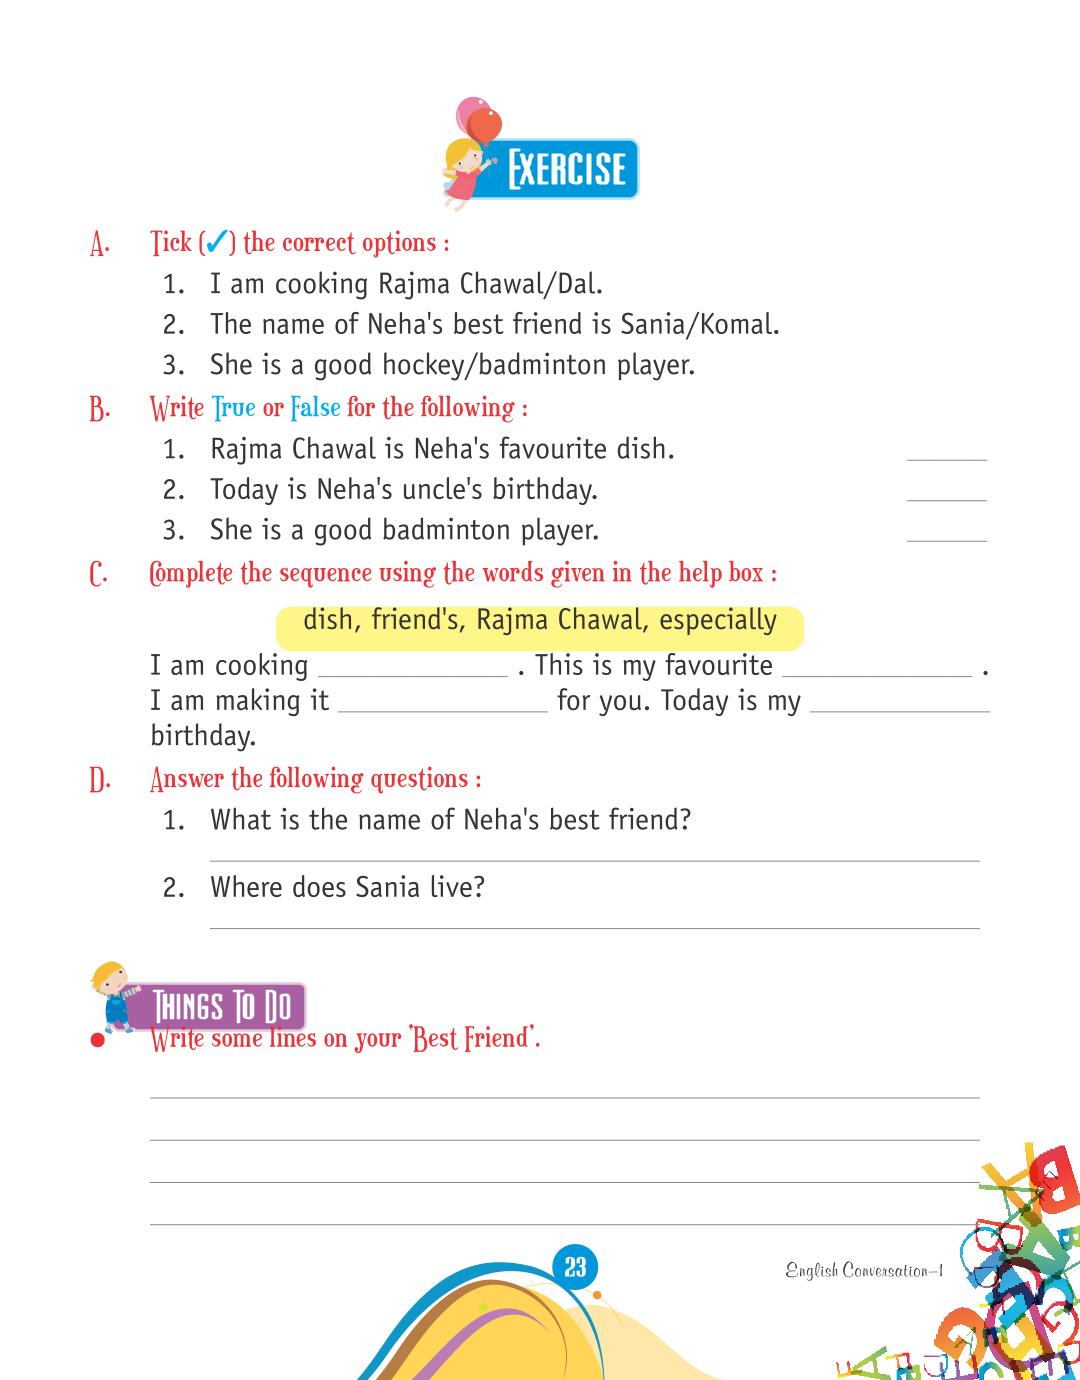 EXERCISE
A. Tick (✓) the correct options :
1. I am cooking Rajma Chawal/Dal.
2. The name of Neha's best friend is Sania/Komal.
3. She is a good hockey/badminton player.
B. Write True or False for the following :
1. Rajma Chawal is Neha's favourite dish. ______
2. Today is Neha's uncle's birthday. ______
3. She is a good badminton player. ______
C. Complete the sequence using the words given in the help box :
dish, friend's, Rajma Chawal, especially
I am cooking ______________ . This is my favourite ______________ .
I am making it ______________ for you. Today is my ______________
birthday.
D. Answer the following questions :
1. What is the name of Neha's best friend?
2. Where does Sania live?
THINGS TO DO
• Write some lines on your 'Best Friend'.
23
English Conversation–1